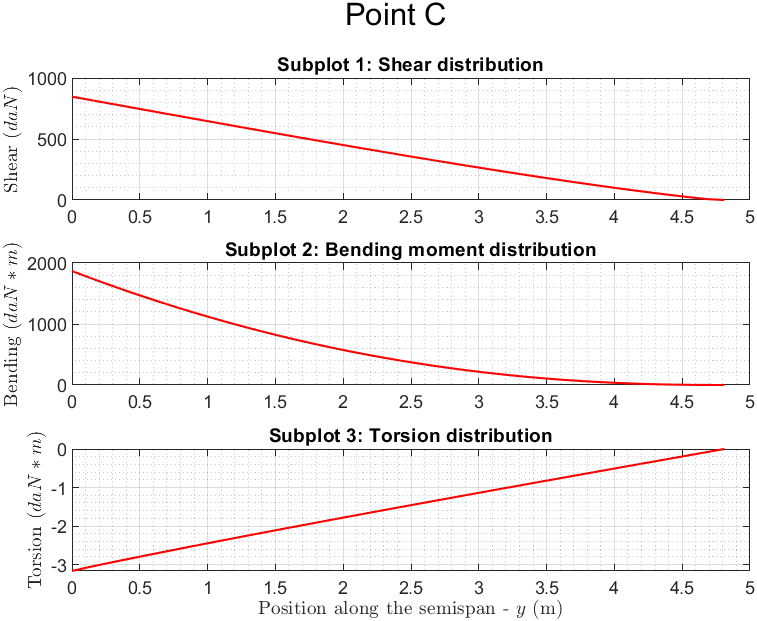 Point C
Subplot 1: Shear distribution
Shear (daN)
1000
500
0
0 0.5 1 1.5 2 2.5 3 3.5 4 4.5 5
Subplot 2: Bending moment distribution
Bending (daN * m)
2000
1000
0
0 0.5 1 1.5 2 2.5 3 3.5 4 4.5 5
Subplot 3: Torsion distribution
Torsion (daN * m)
0
-1
-2
-3
0 0.5 1 1.5 2 2.5 3 3.5 4 4.5 5
Position along the semispan - y (m)